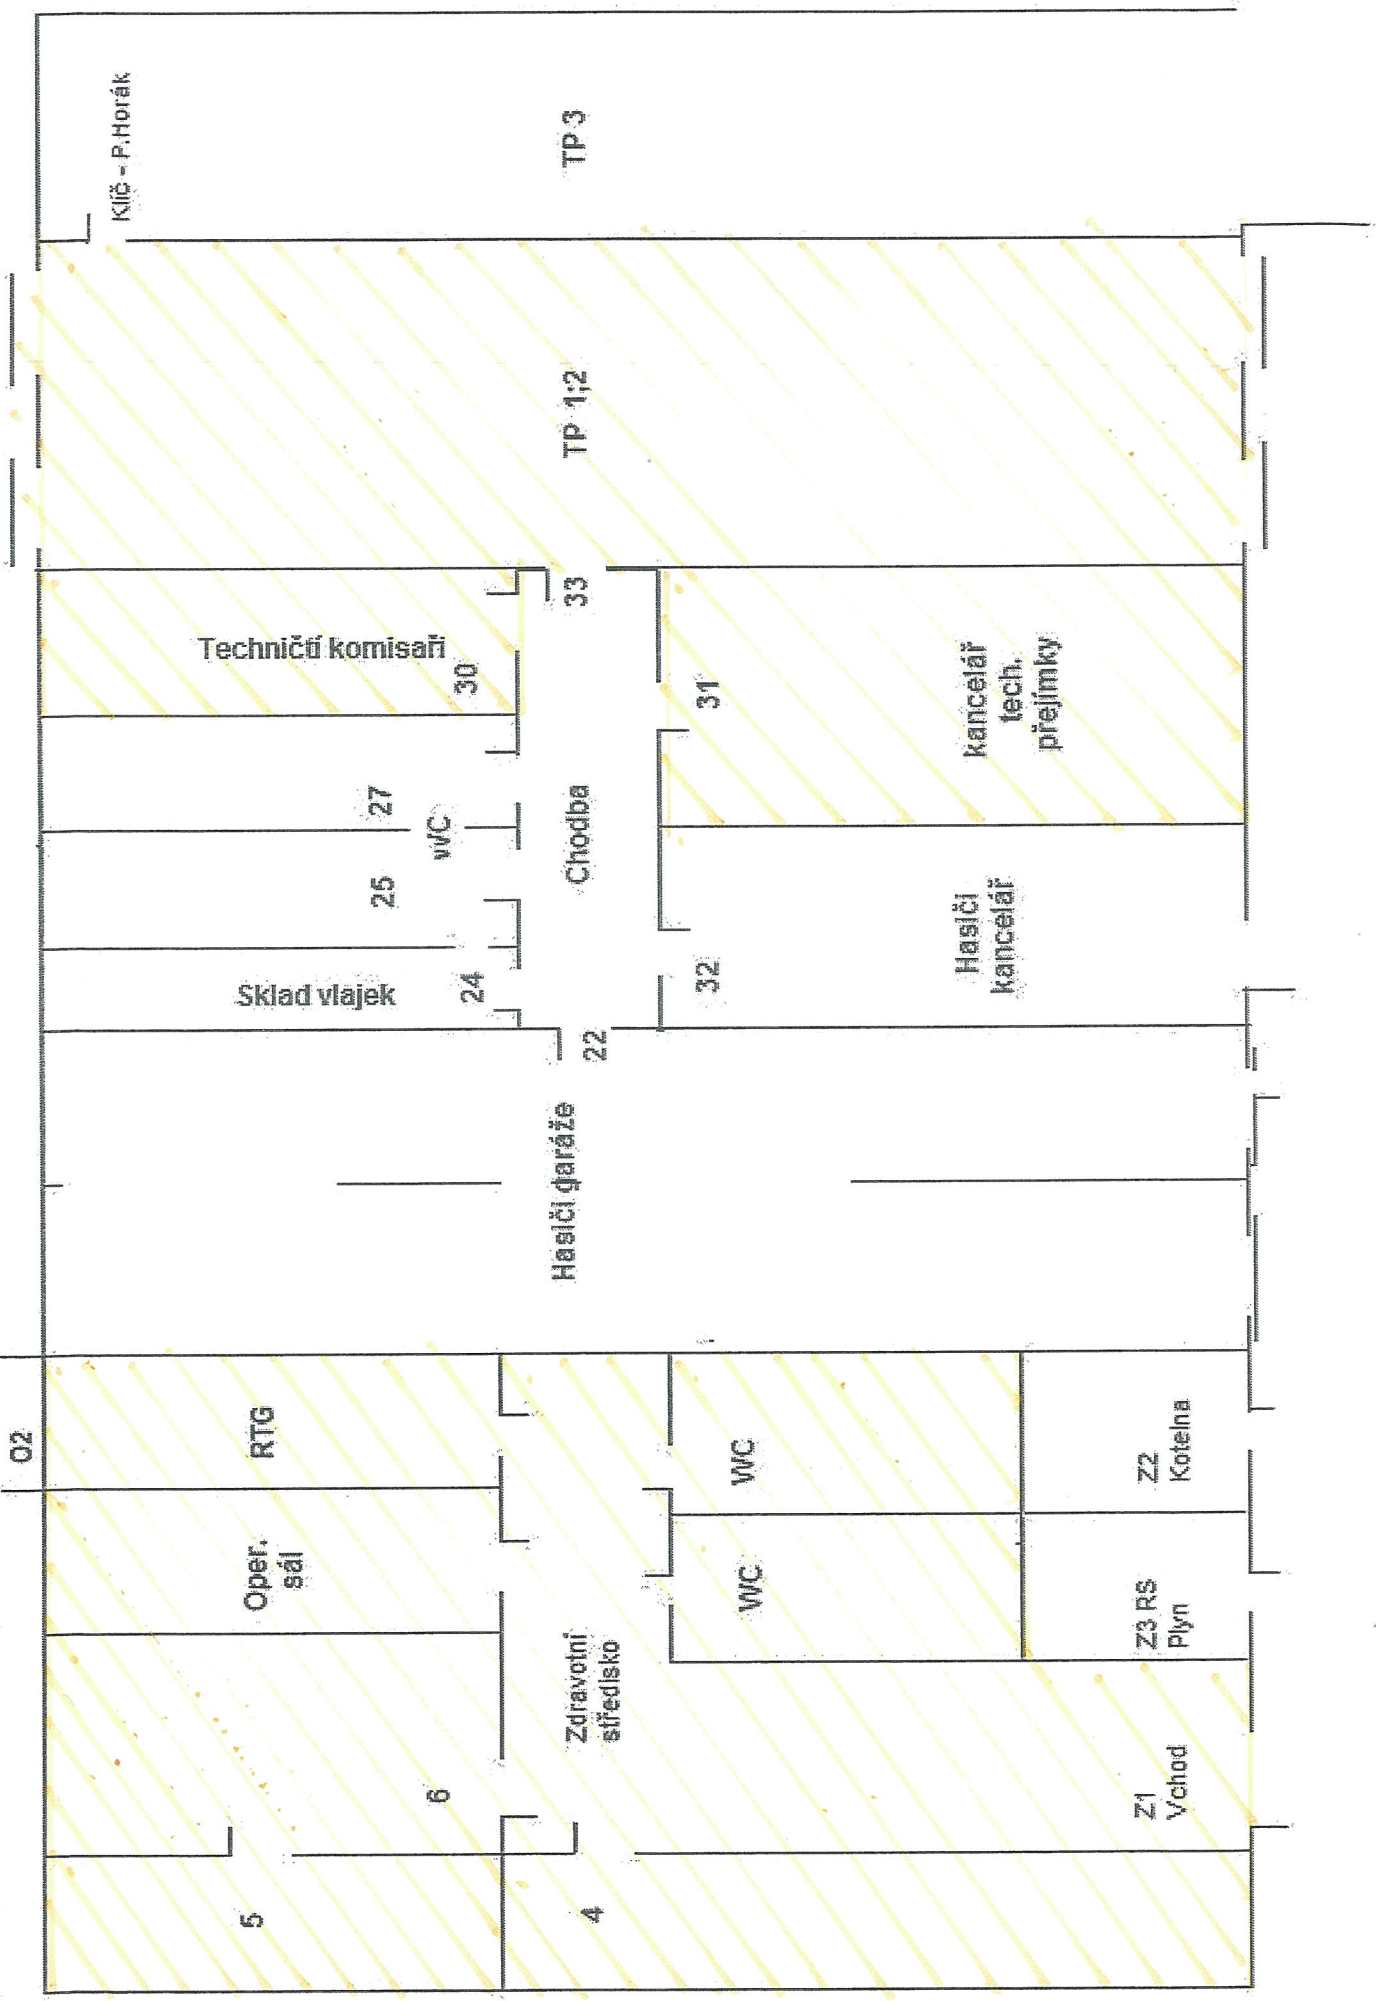 O2
5
6
Oper.
sál
RTG
4
Zdravotní
středisko
WC
WC
Z1
Vchod
Z3 RS
Plyn
Z2
Kotelna
Hasiči garáže
22
Sklad vlajek
24
25
WC
27
Techničtí komisaři
30
Chodba
33
32
31
Hasiči
kancelář
kancelář
tech.
přejímky
TP 1;2
Klíč - P.Horák
TP 3